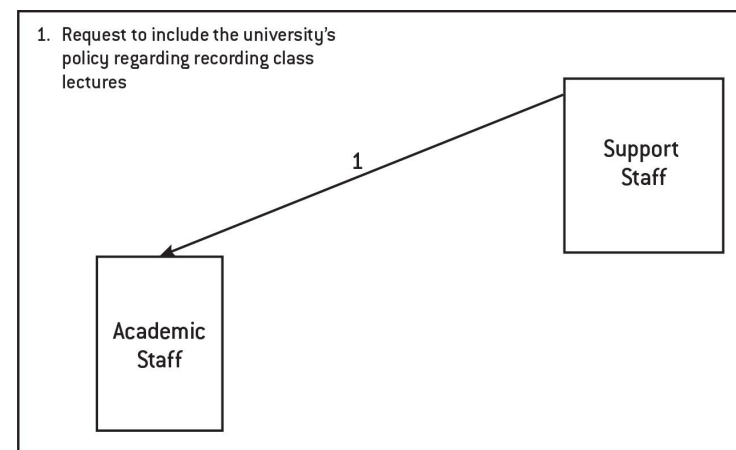 1. Request to include the university's
policy regarding recording class
lectures
1
Support
Staff
Academic
Staff